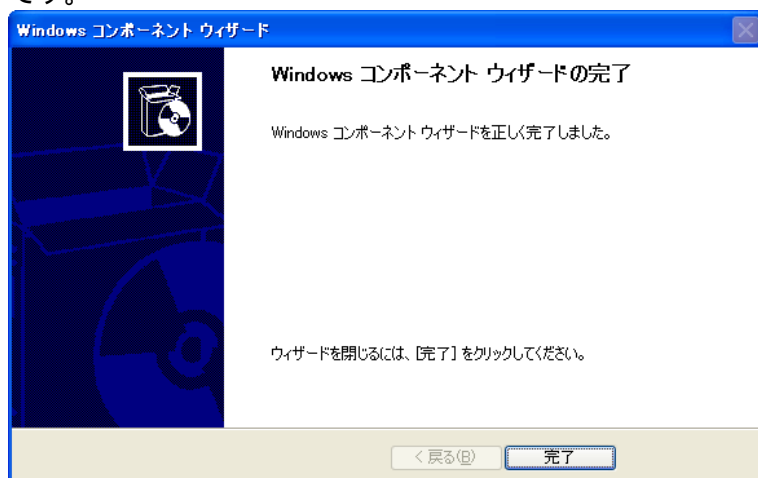 です。
Windows コンポーネント ウィザード
Windows コンポーネント ウィザードの完了
Windows コンポーネント ウィザードを正しく完了しました。
ウィザードを閉じるには、[完了] をクリックしてください。
< 戻る(B)
完了